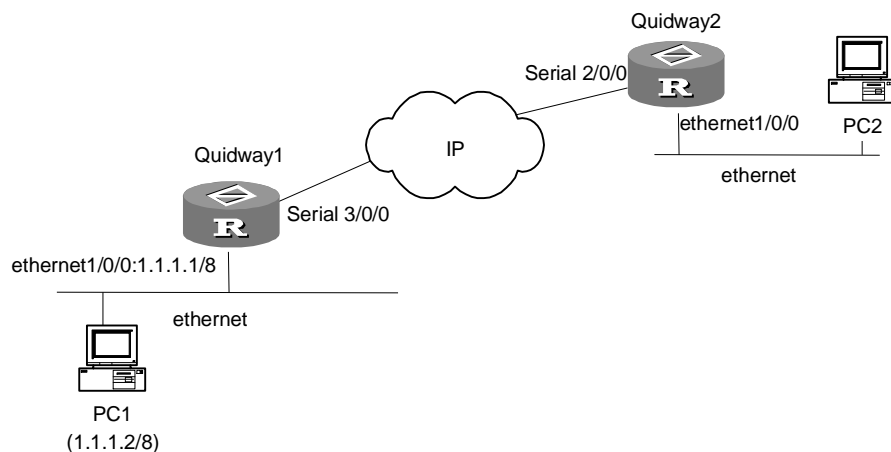 Quidway2
Serial 2/0/0
R
ethernet1/0/0
PC2
IP
ethernet
Quidway1
R
Serial 3/0/0
ethernet1/0/0:1.1.1.1/8
ethernet
PC1
(1.1.1.2/8)